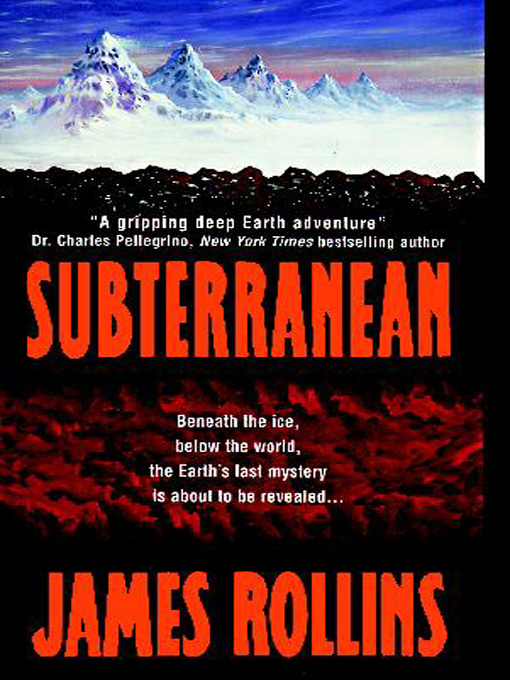 "A gripping deep Earth adventure"
Dr. Charles Pellegrino, New York Times bestselling author
SUBTERRANEAN
Beneath the ice,
below the world,
the Earth's last mystery
is about to be revealed...
JAMES ROLLINS